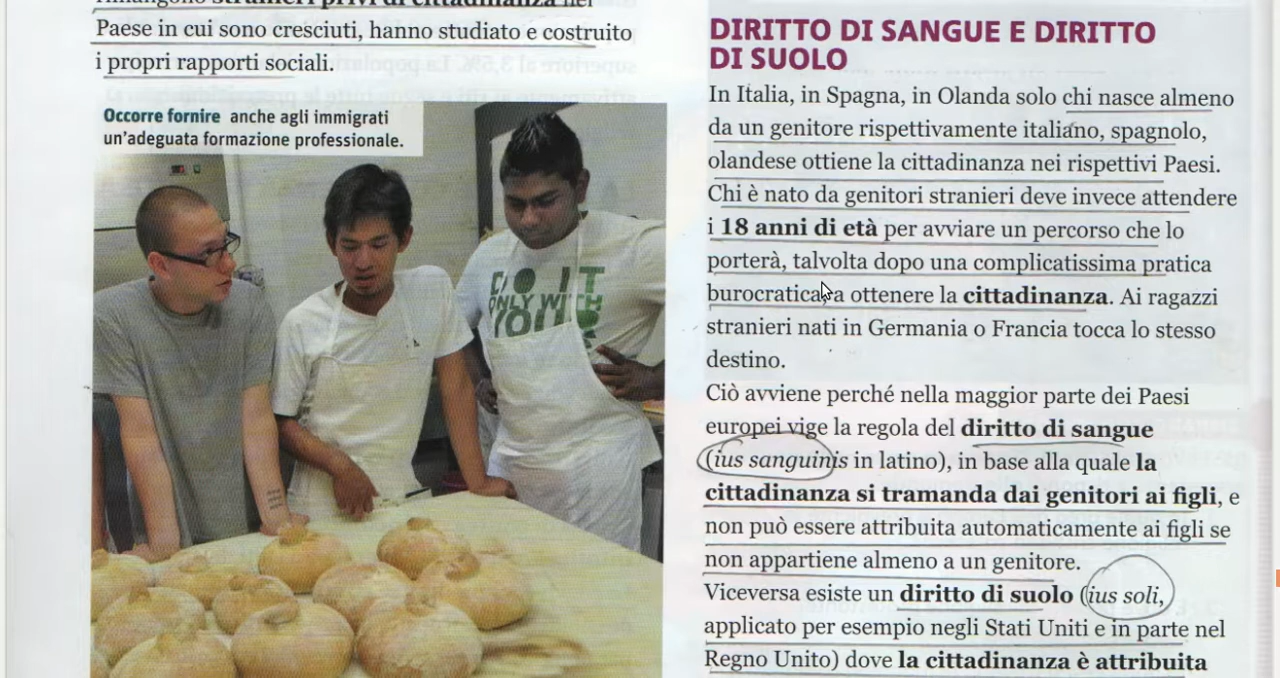 stranieri privi di cittadinanza nel
Paese in cui sono cresciuti, hanno studiato e costruito
i propri rapporti sociali.
Occorre fornire anche agli immigrati
un'adeguata formazione professionale.
ONLY WITH
YOUR
DIRITTO DI SANGUE E DIRITTO
DI SUOLO
In Italia, in Spagna, in Olanda solo chi nasce almeno
da un genitore rispettivamente italiano, spagnolo,
olandese ottiene la cittadinanza nei rispettivi Paesi.
Chi è nato da genitori stranieri deve invece attendere
i 18 anni di età per avviare un percorso che lo
porterà, talvolta dopo una complicatissima pratica
burocratica, a ottenere la cittadinanza. Ai ragazzi
stranieri nati in Germania o Francia tocca lo stesso
destino.
Ciò avviene perché nella maggior parte dei Paesi
europei vige la regola del diritto di sangue
(ius sanguinis in latino), in base alla quale la
cittadinanza si tramanda dai genitori ai figli, e
non può essere attribuita automaticamente ai figli se
non appartiene almeno a un genitore.
Viceversa esiste un diritto di suolo (ius soli,
applicato per esempio negli Stati Uniti e in parte nel
Regno Unito) dove la cittadinanza è attribuita